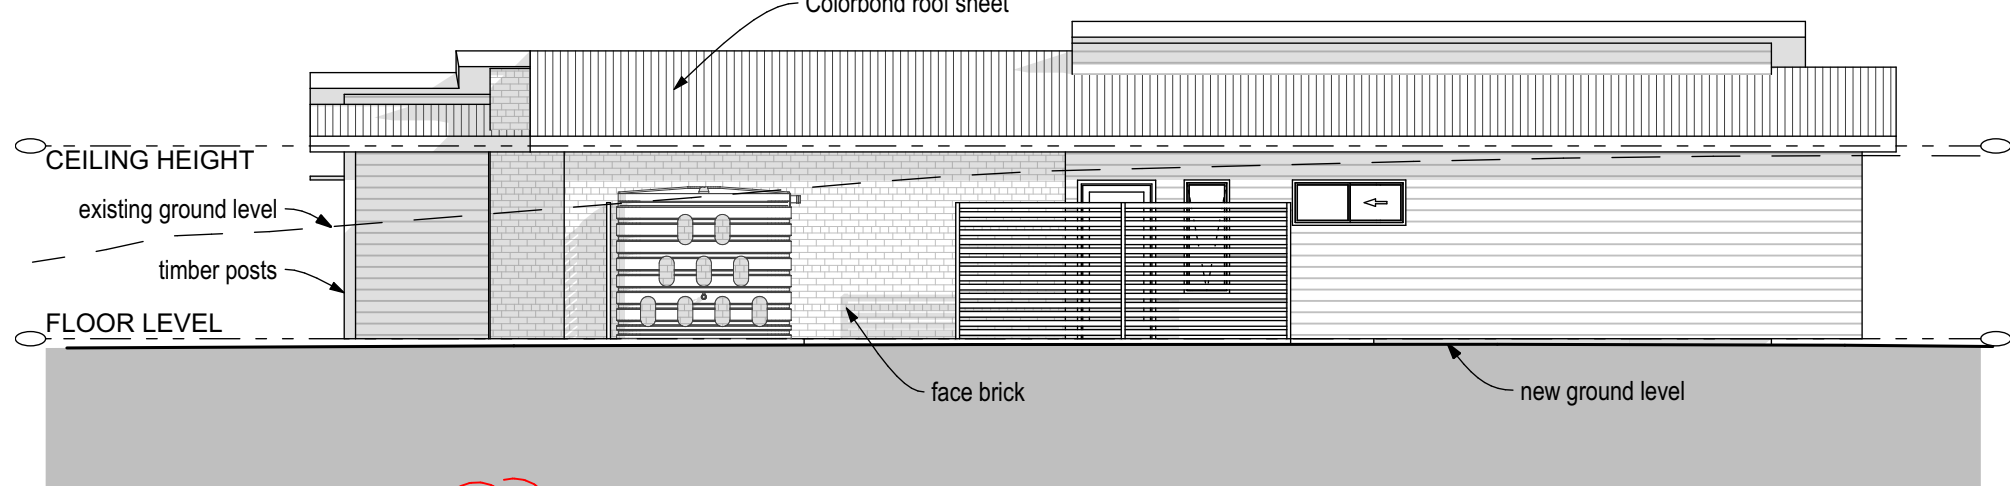 Colorbond roof sheet
CEILING HEIGHT
existing ground level
timber posts
FLOOR LEVEL
face brick
new ground level